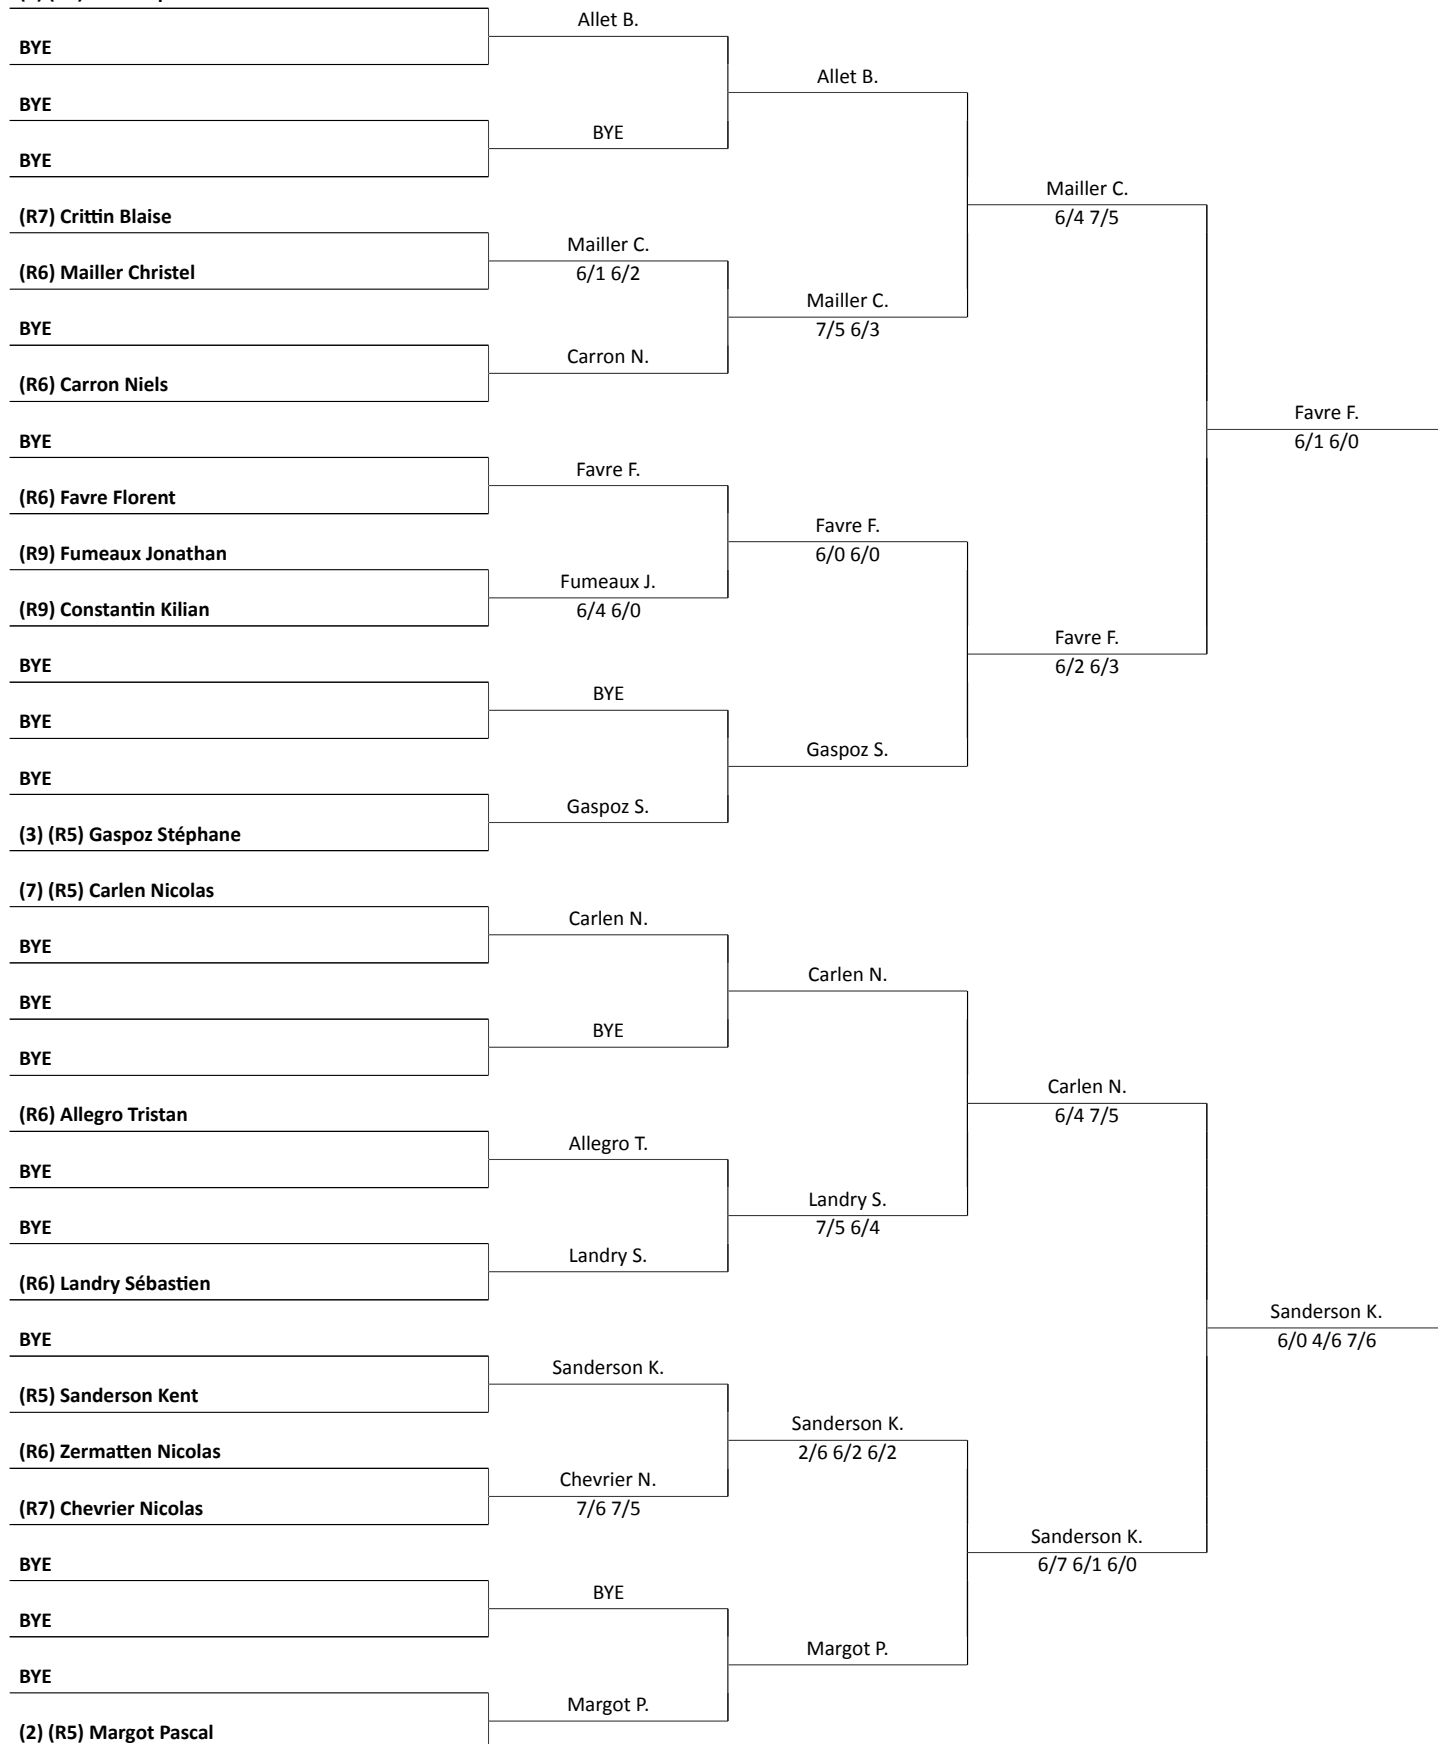 Allet B.
BYE
Allet B.
BYE
BYE
BYE
Mailler C.
6/4 7/5
(R7) Crittin Blaise
Mailler C.
6/1 6/2
(R6) Mailler Christel
Mailler C.
7/5 6/3
BYE
Carron N.
(R6) Carron Niels
Favre F.
6/1 6/0
BYE
Favre F.
(R6) Favre Florent
Favre F.
6/0 6/0
(R9) Fumeaux Jonathan
Fumeaux J.
6/4 6/0
(R9) Constantin Kilian
Favre F.
6/2 6/3
BYE
BYE
BYE
Gaspoz S.
BYE
Gaspoz S.
(3) (R5) Gaspoz Stéphane
(7) (R5) Carlen Nicolas
Carlen N.
BYE
Carlen N.
BYE
BYE
BYE
Carlen N.
6/4 7/5
(R6) Allegro Tristan
Allegro T.
BYE
Landry S.
7/5 6/4
BYE
Landry S.
(R6) Landry Sébastien
Sanderson K.
6/0 4/6 7/6
BYE
Sanderson K.
(R5) Sanderson Kent
Sanderson K.
2/6 6/2 6/2
(R6) Zermatten Nicolas
Chevrier N.
7/6 7/5
(R7) Chevrier Nicolas
Sanderson K.
6/7 6/1 6/0
BYE
BYE
BYE
Margot P.
BYE
Margot P.
(2) (R5) Margot Pascal